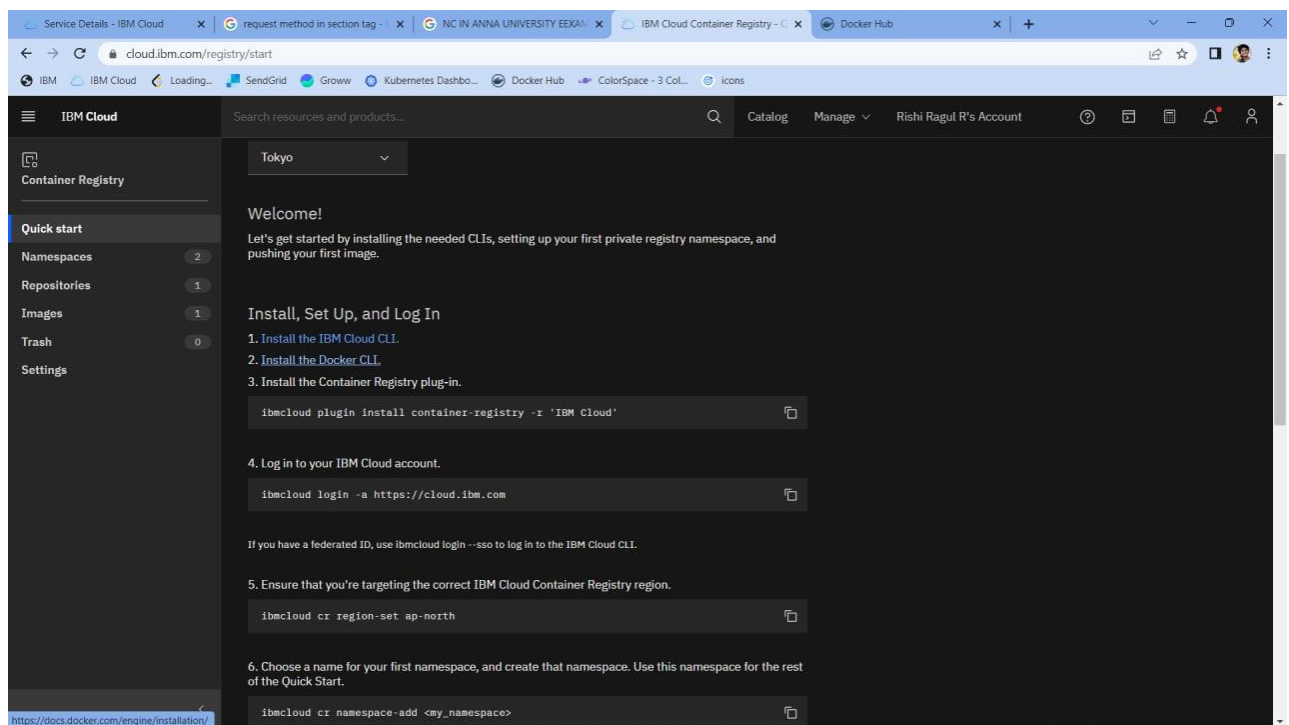 Service Details - IBM Cloud
request method in section tag -
NC IN ANNA UNIVERSITY EEXAM
IBM Cloud Container Registry - C
Docker Hub
cloud.ibm.com/registry/start
IBM
IBM Cloud
Loading...
SendGrid
Groww
Kubernetes Dashbo...
Docker Hub
ColorSpace - 3 Col...
icons
IBM Cloud
Search resources and products...
Catalog
Manage
Rishi Ragul R's Account
Container Registry
Quick start
Namespaces 2
Repositories 1
Images 1
Trash 0
Settings
Tokyo
Welcome!
Let's get started by installing the needed CLIs, setting up your first private registry namespace, and
pushing your first image.
Install, Set Up, and Log In
1. Install the IBM Cloud CLI.
2. Install the Docker CLI.
3. Install the Container Registry plug-in.
ibmcloud plugin install container-registry -r 'IBM Cloud'
4. Log in to your IBM Cloud account.
ibmcloud login -a https://cloud.ibm.com
If you have a federated ID, use ibmcloud login --sso to log in to the IBM Cloud CLI.
5. Ensure that you're targeting the correct IBM Cloud Container Registry region.
ibmcloud cr region-set ap-north
6. Choose a name for your first namespace, and create that namespace. Use this namespace for the rest
of the Quick Start.
ibmcloud cr namespace-add <my_namespace>
https://docs.docker.com/engine/installation/